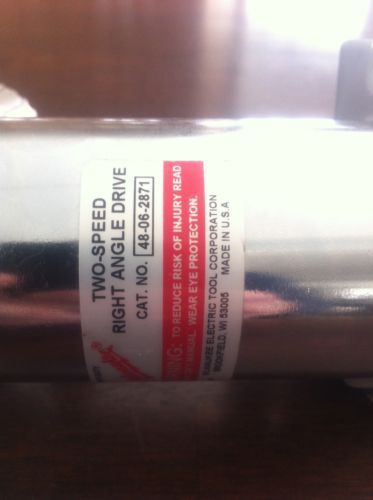 TWO-SPEED
RIGHT ANGLE DRIVE
CAT. NO. 48-06-2871
TO REDUCE RISK OF INJURY READ
MANUAL. WEAR EYE PROTECTION.
ELECTRIC TOOL CORPORATION
WI 53005 MADE IN U.S.A